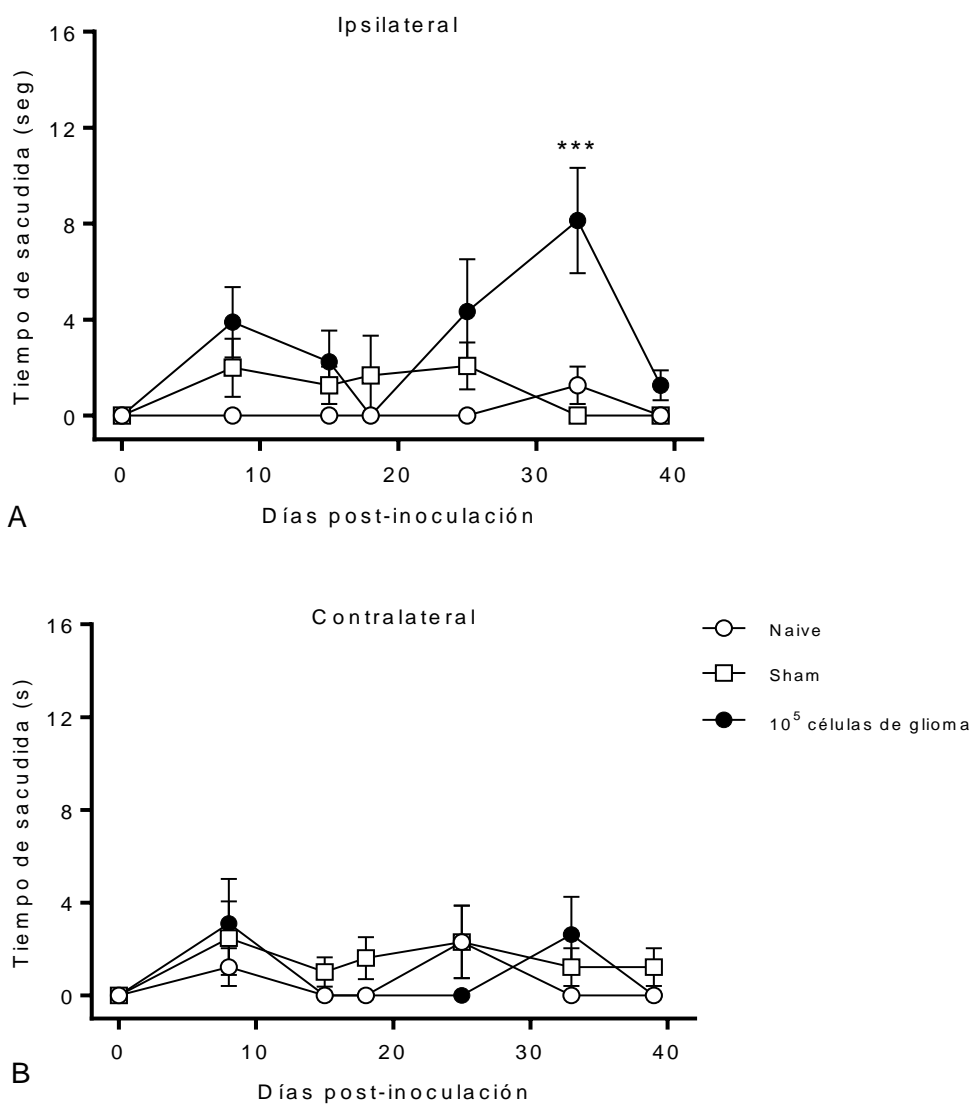 Ipsilateral
16
12
8
4
0
Tiempo de sacudida (seg)
***
0 10 20 30 40
Días post-inoculación
A
Contralateral
16
12
8
4
0
Tiempo de sacudida (s)
0 10 20 30 40
Días post-inoculación
B
Naive
Sham
10⁵ células de glioma